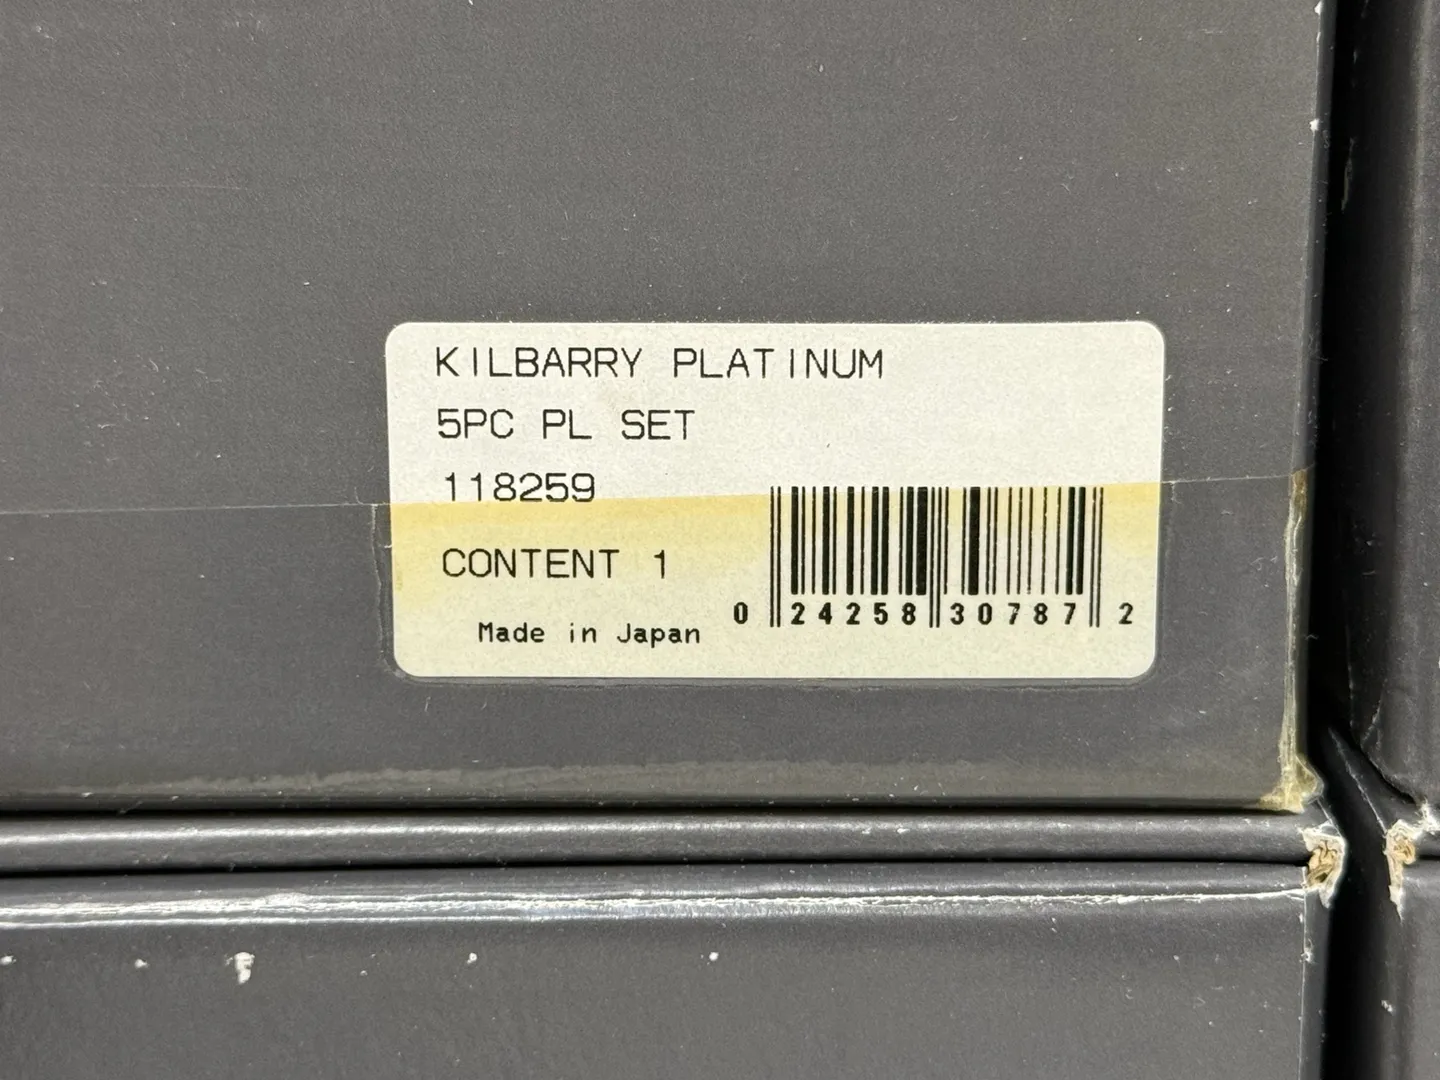 KILBARRY PLATINUM
5PC PL SET
118259
CONTENT 1
Made in Japan
0 24258 30787 2